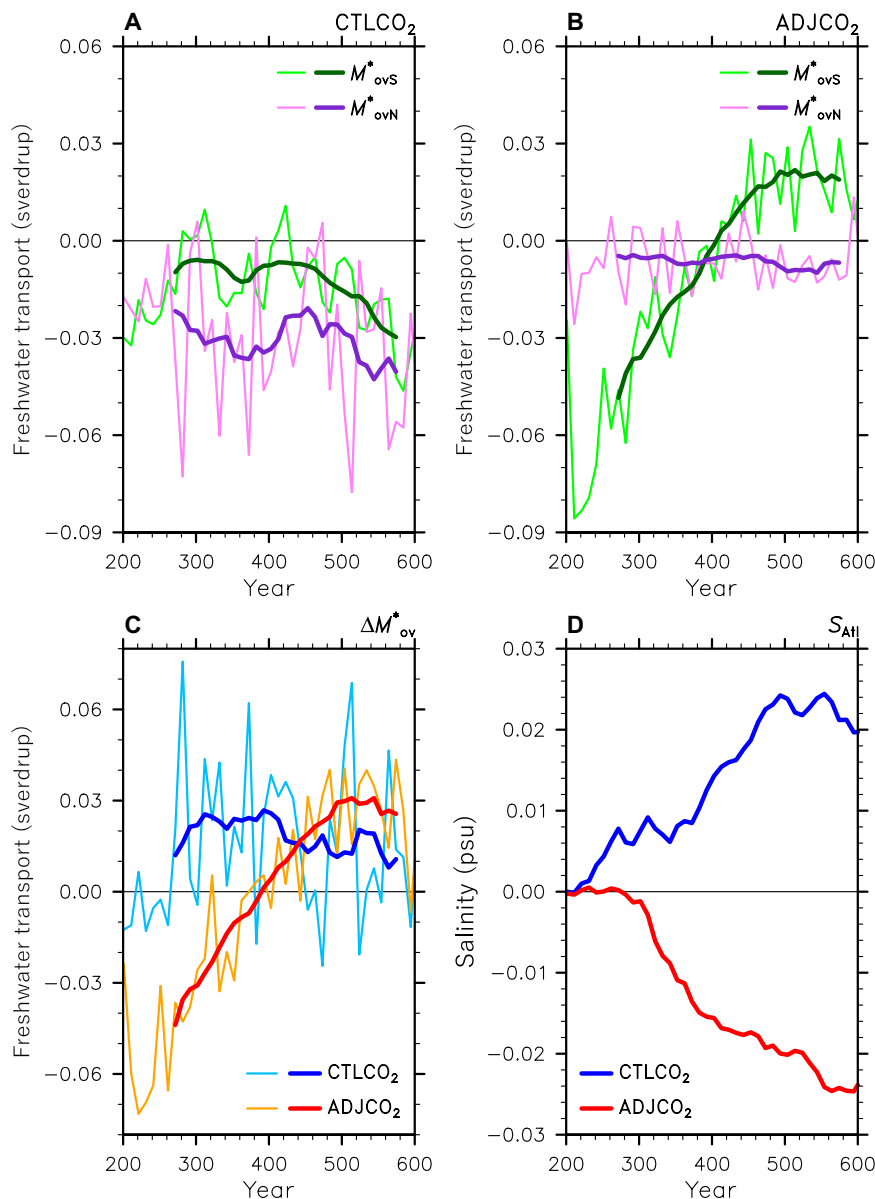 A CTLCO₂
0.06
0.03
0.00
−0.03
−0.06
−0.09
Freshwater transport (sverdrup)
M*ovS
M*ovN
200 300 400 500 600
Year
B ADJCO₂
0.06
0.03
0.00
−0.03
−0.06
−0.09
Freshwater transport (sverdrup)
M*ovS
M*ovN
200 300 400 500 600
Year
C ΔM*ov
0.06
0.03
0.00
−0.03
−0.06
Freshwater transport (sverdrup)
CTLCO₂
ADJCO₂
200 300 400 500 600
Year
D SAtl
0.03
0.02
0.01
0.00
−0.01
−0.02
−0.03
Salinity (psu)
CTLCO₂
ADJCO₂
200 300 400 500 600
Year